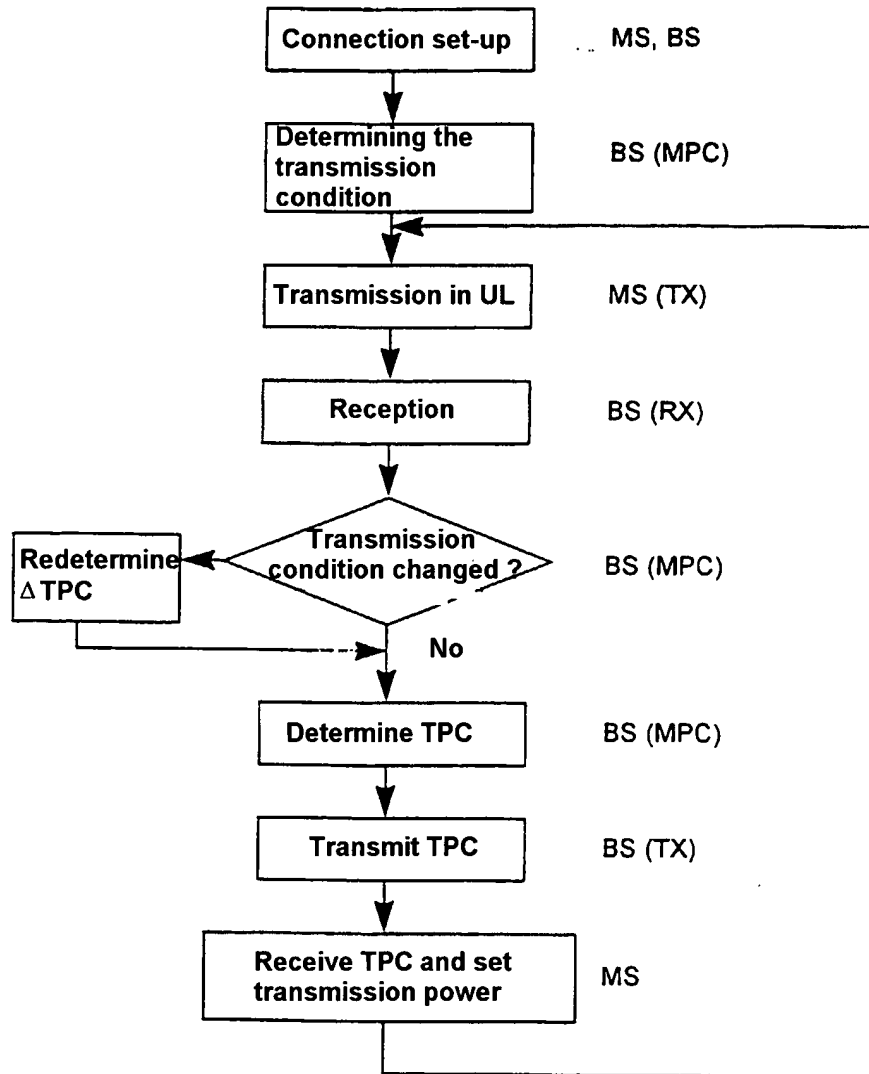 Connection set-up
MS, BS
Determining the
transmission
condition
BS (MPC)
Transmission in UL
MS (TX)
Reception
BS (RX)
Transmission
condition changed ?
BS (MPC)
Redetermine
Δ TPC
No
Determine TPC
BS (MPC)
Transmit TPC
BS (TX)
Receive TPC and set
transmission power
MS